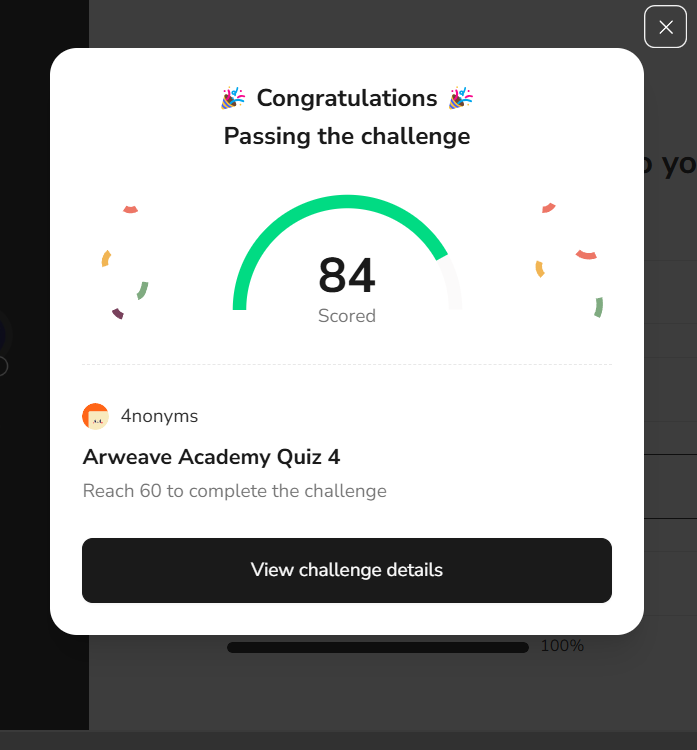 🎉 Congratulations 🎉
Passing the challenge
84
Scored
4nonyms
Arweave Academy Quiz 4
Reach 60 to complete the challenge
View challenge details
100%